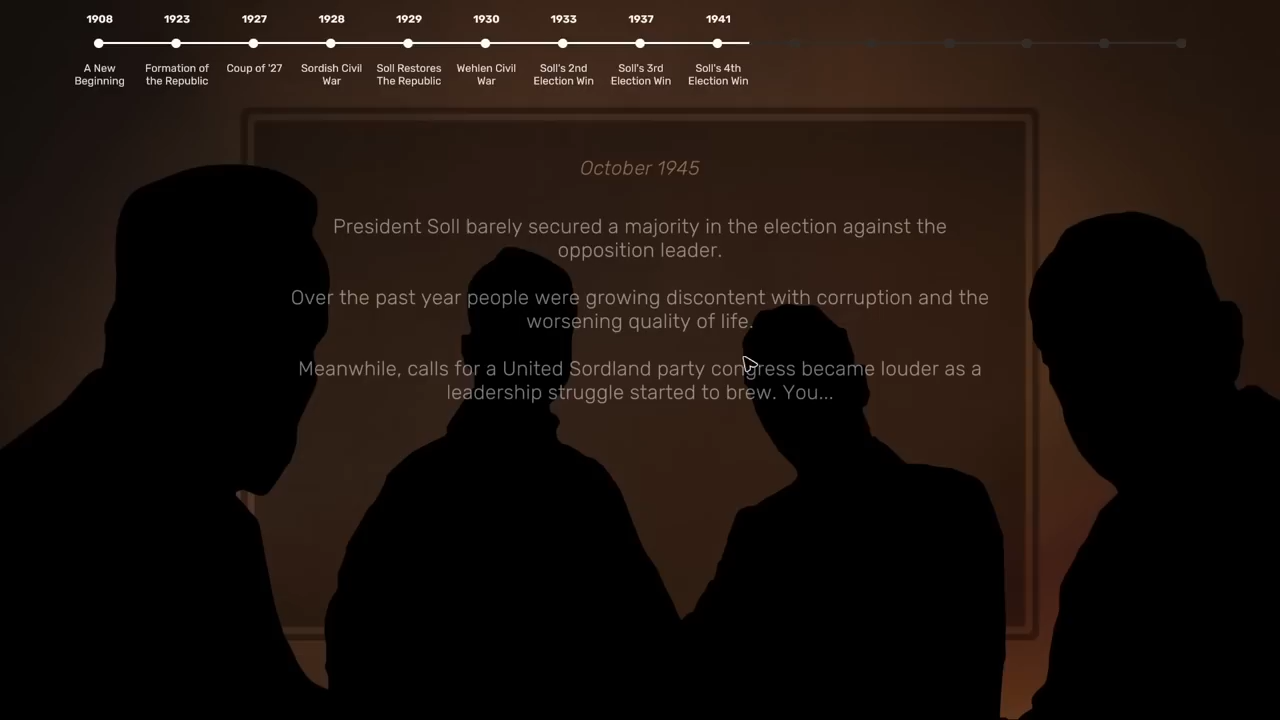 1908 1923 1927 1928 1929 1930 1933 1937 1941
A New Beginning
Formation of the Republic
Coup of '27
Sordish Civil War
Soll Restores The Republic
Wehlen Civil War
Soll's 2nd Election Win
Soll's 3rd Election Win
Soll's 4th Election Win
October 1945
President Soll barely secured a majority in the election against the
opposition leader.
Over the past year people were growing discontent with corruption and the
worsening quality of life.
Meanwhile, calls for a United Sordland party congress became louder as a
leadership struggle started to brew. You...